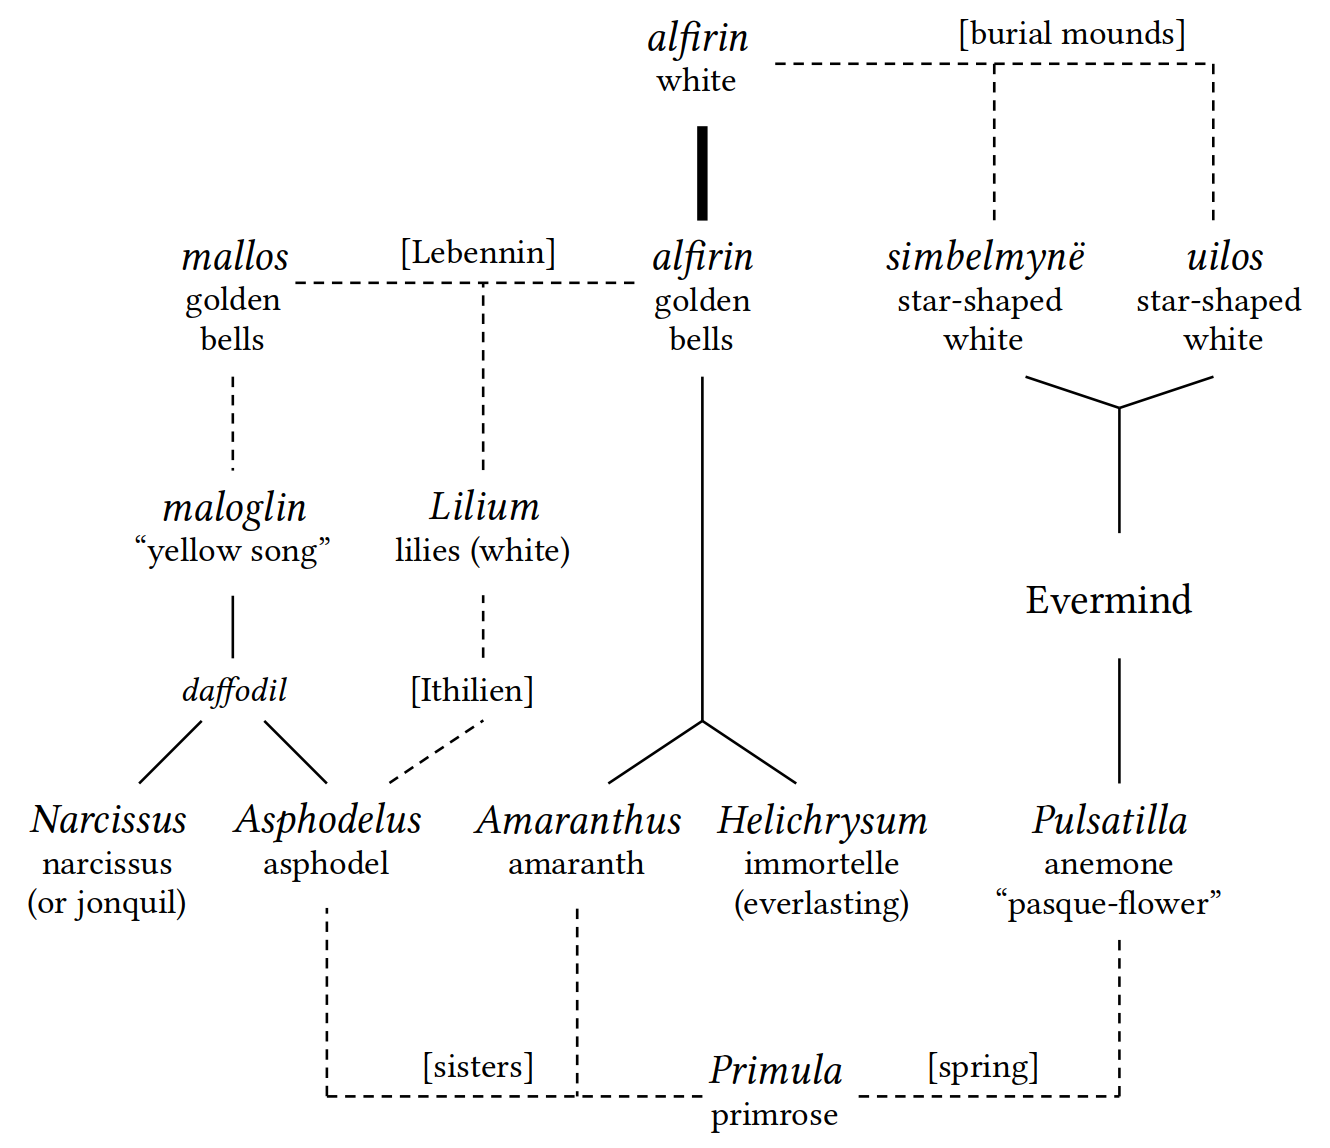 alfirin
white
[burial mounds]
mallos
golden
bells
[Lebennin]
alfirin
golden
bells
simbelmynë
star-shaped
white
uilos
star-shaped
white
maloglin
“yellow song”
Lilium
lilies (white)
Evermind
daffodil
[Ithilien]
Narcissus
narcissus
(or jonquil)
Asphodelus
asphodel
Amaranthus
amaranth
Helichrysum
immortelle
(everlasting)
Pulsatilla
anemone
“pasque-flower”
[sisters]
Primula
primrose
[spring]